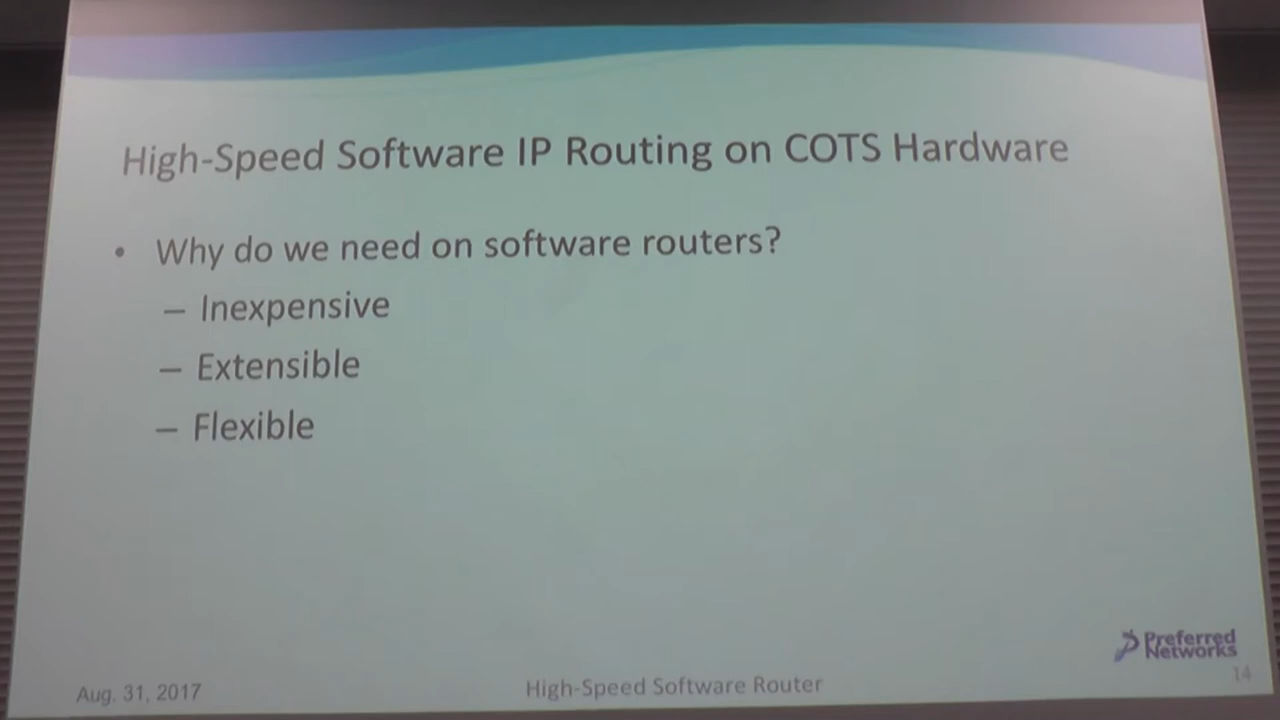 High-Speed Software IP Routing on COTS Hardware
• Why do we need on software routers?
– Inexpensive
– Extensible
– Flexible
Preferred
Networks
14
Aug. 31, 2017
High-Speed Software Router